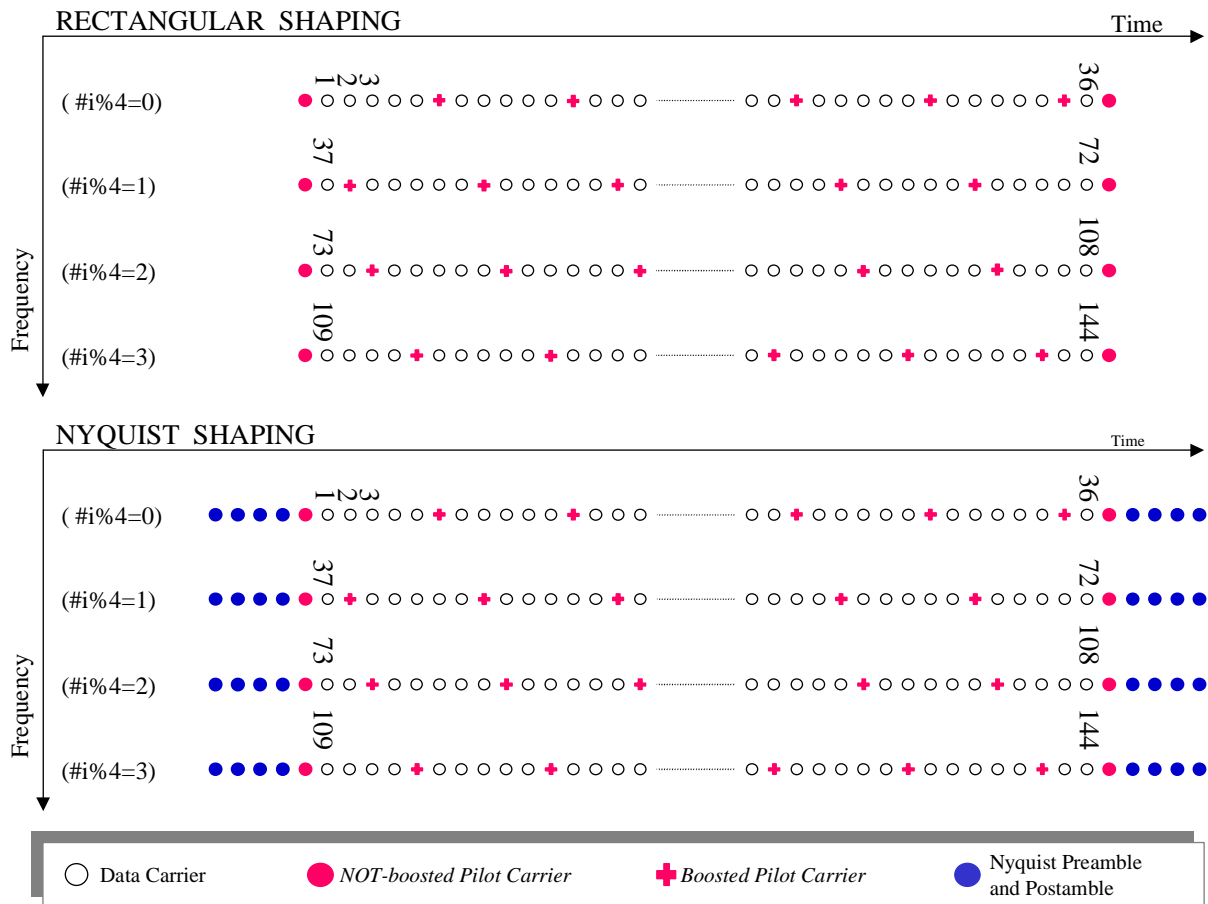 RECTANGULAR SHAPING
Time
( #i%4=0)
1
2
3
36
(#i%4=1)
37
72
(#i%4=2)
73
108
(#i%4=3)
109
144
Frequency
NYQUIST SHAPING
Time
( #i%4=0)
1
2
3
36
(#i%4=1)
37
72
(#i%4=2)
73
108
(#i%4=3)
109
144
Frequency
Data Carrier
NOT-boosted Pilot Carrier
Boosted Pilot Carrier
Nyquist Preamble
and Postamble